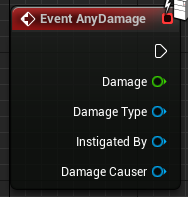 Event AnyDamage
Damage
Damage Type
Instigated By
Damage Causer